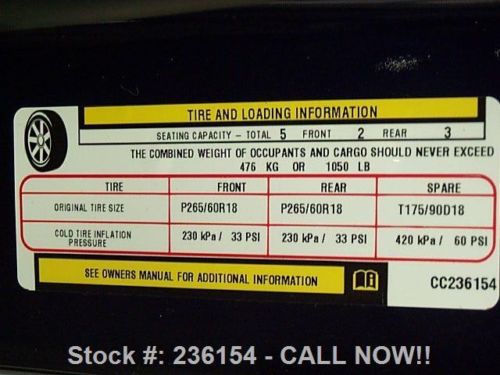 TIRE AND LOADING INFORMATION
SEATING CAPACITY – TOTAL 5 FRONT 2 REAR 3
THE COMBINED WEIGHT OF OCCUPANTS AND CARGO SHOULD NEVER EXCEED
476 KG OR 1050 LB
TIRE FRONT REAR SPARE
ORIGINAL TIRE SIZE P265/60R18 P265/60R18 T175/90D18
COLD TIRE INFLATION PRESSURE 230 kPa / 33 PSI 230 kPa / 33 PSI 420 kPa / 60 PSI
SEE OWNERS MANUAL FOR ADDITIONAL INFORMATION
CC236154
Stock #: 236154 - CALL NOW!!